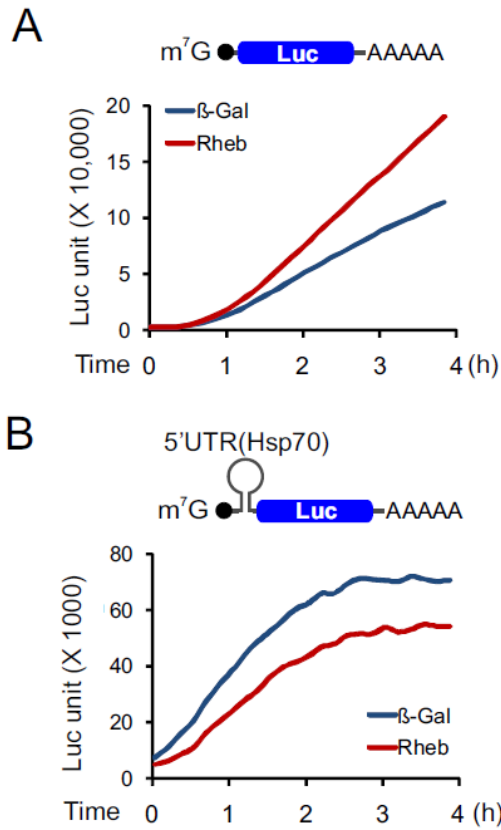 A
m⁷G Luc AAAAA
20
15
10
5
0
Luc unit (X 10,000)
ß-Gal
Rheb
Time 0 1 2 3 4 (h)
B
5'UTR(Hsp70)
m⁷G Luc AAAAA
80
60
40
20
0
Luc unit (X 1000)
ß-Gal
Rheb
Time 0 1 2 3 4 (h)